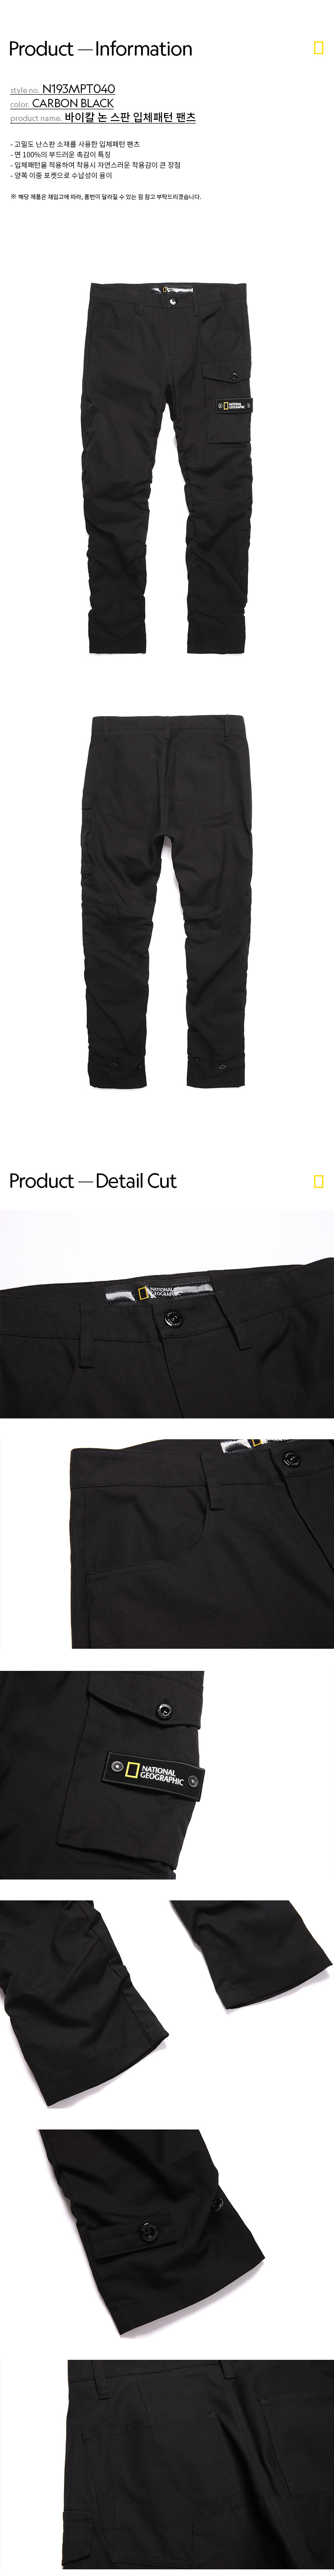 Product — Information
style no. N193MPT040
color. CARBON BLACK
product name. 바이칼 논 스판 입체패턴 팬츠
- 고밀도 난스판 소재를 사용한 입체패턴 팬츠
- 면 100%의 부드러운 촉감이 특징
- 입체패턴을 적용하여 착용시 자연스러운 착용감이 큰 장점
- 양쪽 이중 포켓으로 수납성이 용이
※ 해당 제품은 재입고에 따라, 품번이 달라질 수 있는 점 참고 부탁드리겠습니다.
NATIONAL
GEOGRAPHIC
Product — Detail Cut
NATIONAL
GEOGRAPHIC
NATIONAL
GEOGRAPHIC